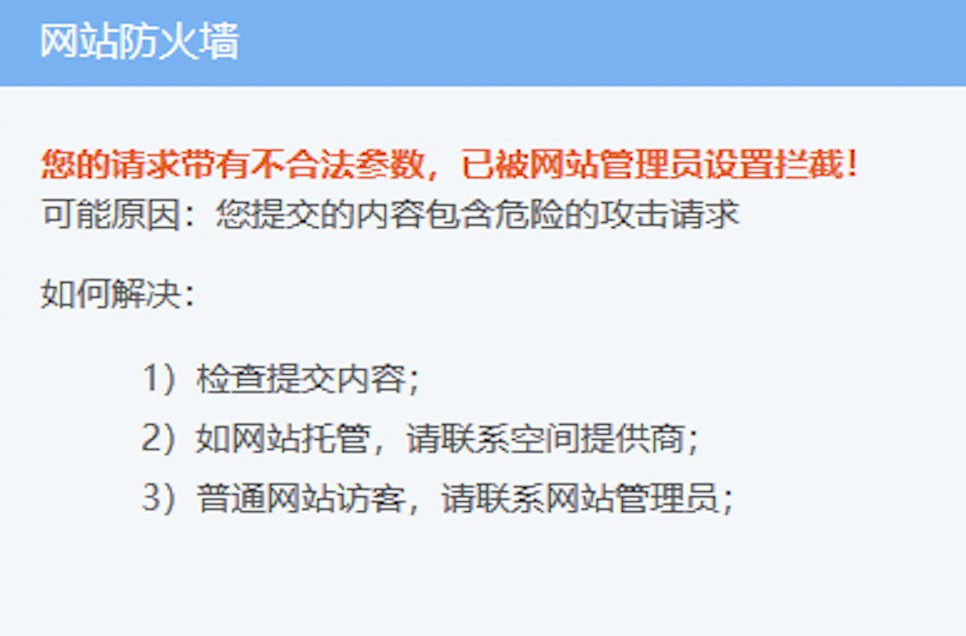 网站防火墙
您的请求带有不合法参数，已被网站管理员设置拦截！
可能原因：您提交的内容包含危险的攻击请求
如何解决：
1）检查提交内容；
2）如网站托管，请联系空间提供商；
3）普通网站访客，请联系网站管理员；